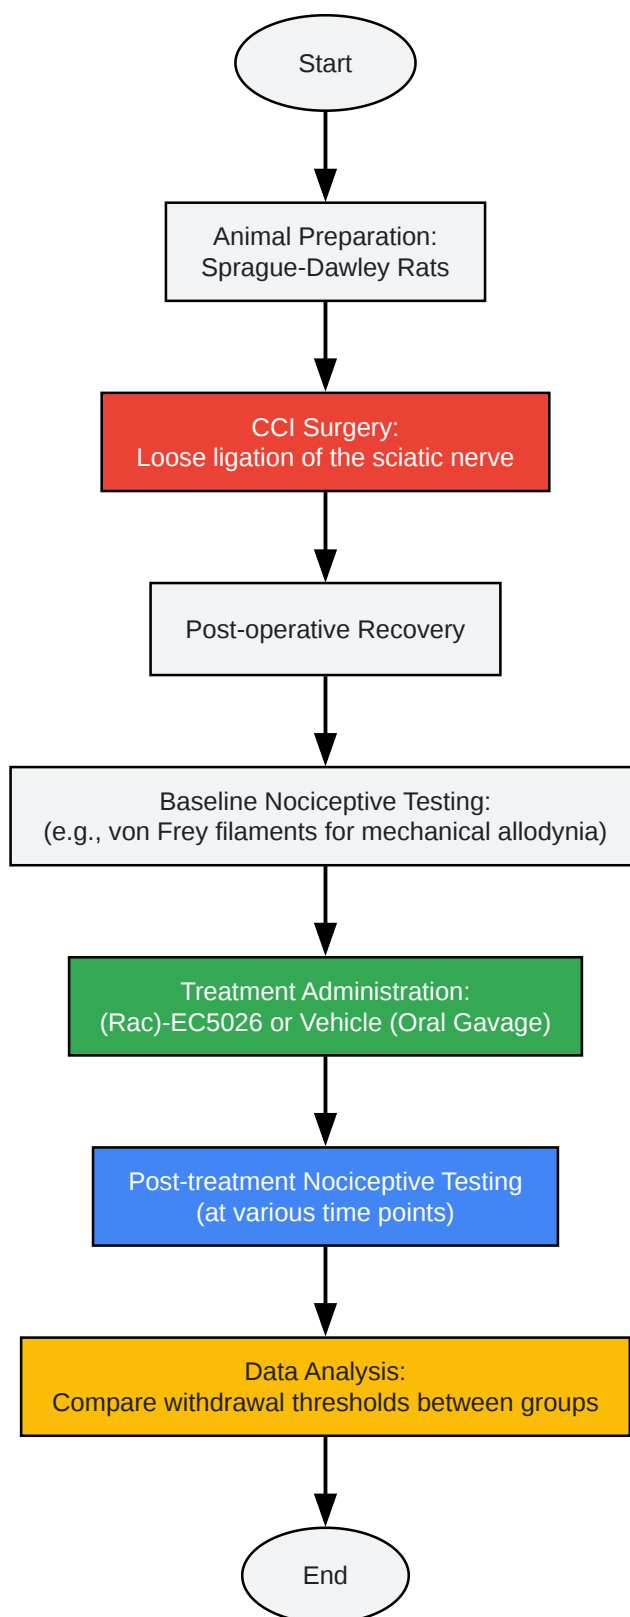 Start
Animal Preparation:
Sprague-Dawley Rats
CCI Surgery:
Loose ligation of the sciatic nerve
Post-operative Recovery
Baseline Nociceptive Testing:
(e.g., von Frey filaments for mechanical allodynia)
Treatment Administration:
(Rac)-EC5026 or Vehicle (Oral Gavage)
Post-treatment Nociceptive Testing
(at various time points)
Data Analysis:
Compare withdrawal thresholds between groups
End